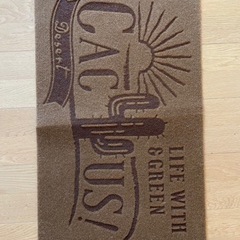 Desert
CACTUS!
LIFE WITH
& GREEN